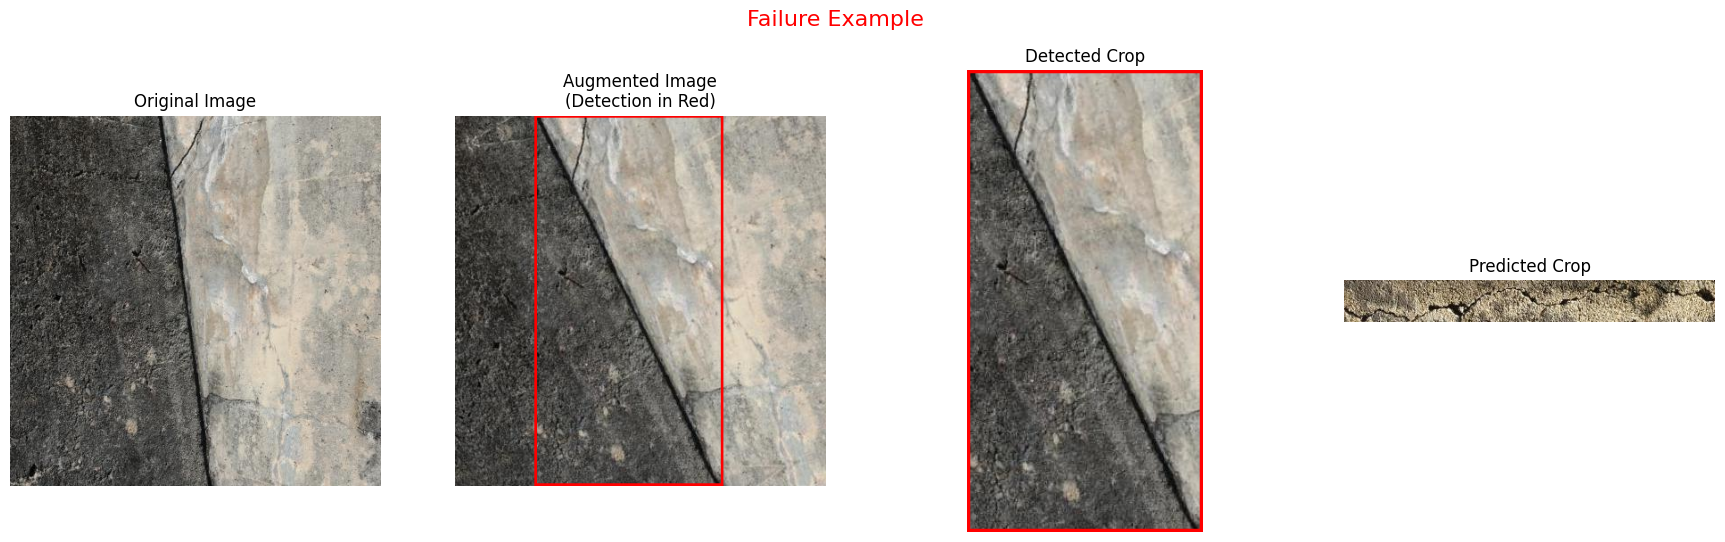 Failure Example
Original Image
Augmented Image
(Detection in Red)
Detected Crop
Predicted Crop